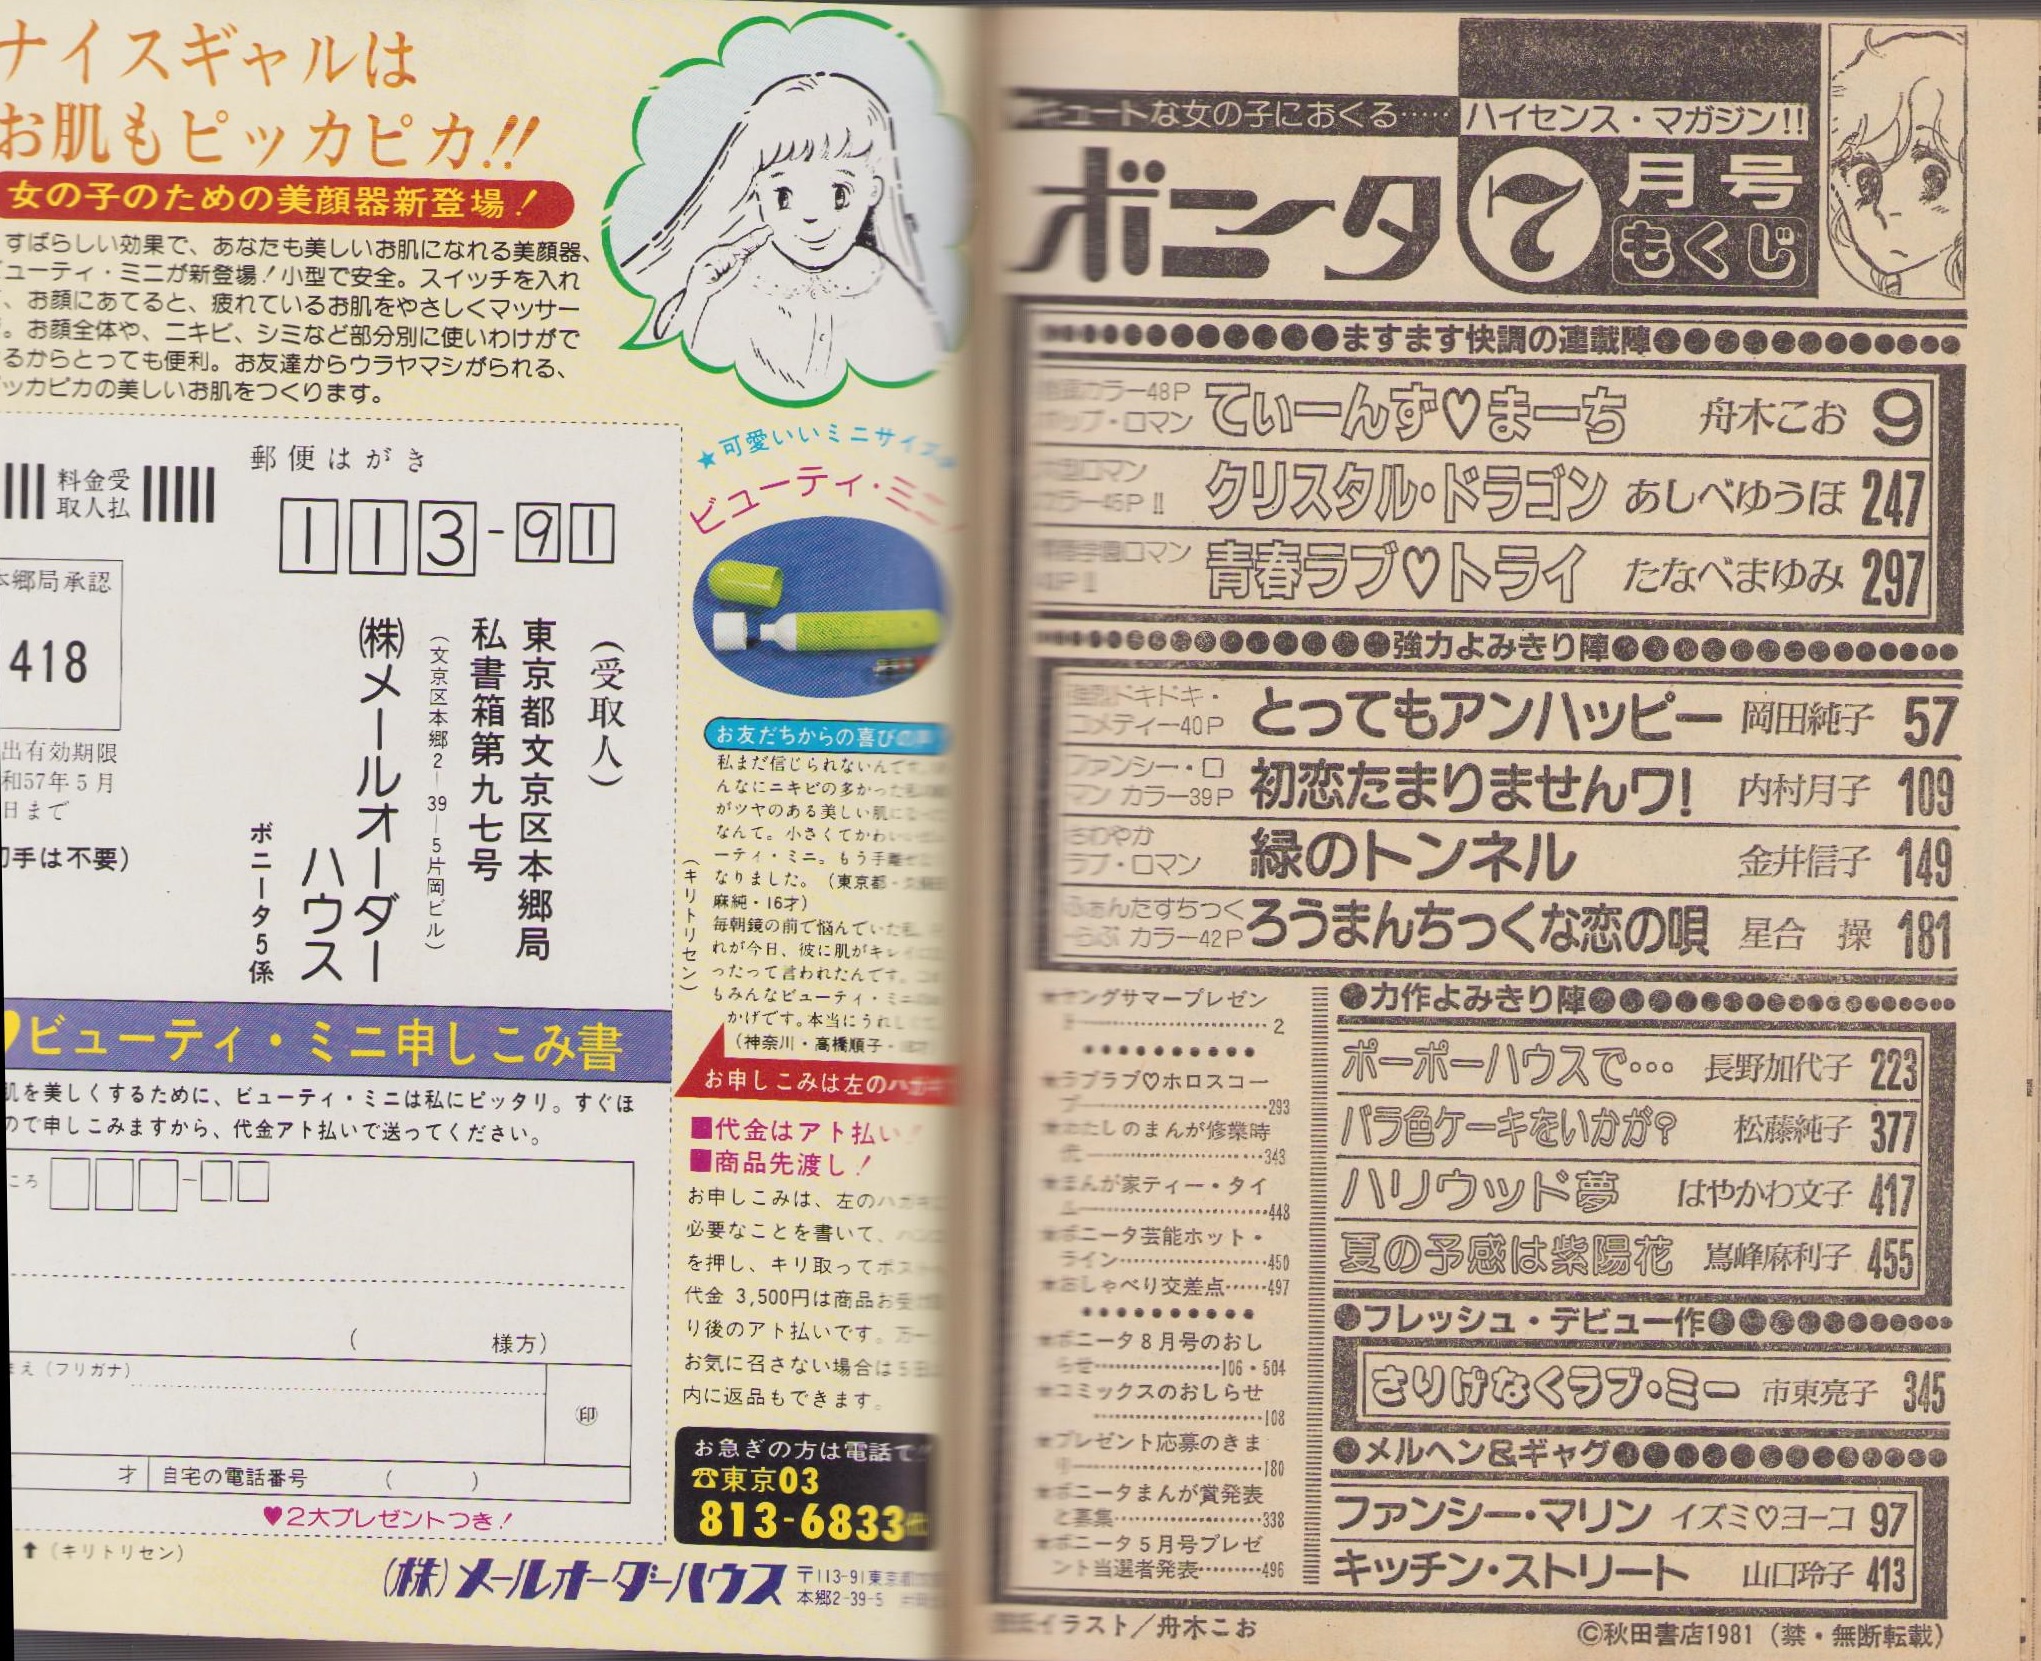 ナイスギャルは
お肌もピッカピカ!!
女の子のための美顔器新登場！
すばらしい効果で、あなたも美しいお肌になれる美顔器、
ューティ・ミニが新登場！小型で安全。スイッチを入れ
、お顔にあてると、疲れているお肌をやさしくマッサー
。お顔全体や、ニキビ、シミなど部分別に使いわけがで
るからとっても便利。お友達からウラヤマシがられる、
ッカピカの美しいお肌をつくります。
郵便はがき
料金受
取人払
113-91
本郷局承認
418
出有効期限
和57年5月
日まで
手は不要）
（受取人）
東京都文京区本郷局
私書箱第九七号
（文京区本郷2－39－5片岡ビル）
㈱メールオーダー
ハウス
ボニータ5係
♥ビューティ・ミニ申しこみ書
肌を美しくするために、ビューティ・ミニは私にピッタリ。すぐほ
ので申しこみますから、代金アト払いで送ってください。
ころ
（　　　様方）
まえ（フリガナ）
㊞
才
自宅の電話番号（　　）
♥2大プレゼントつき！
⬆（キリトリセン）
（キリトリセン）
★可愛いいミニサイズ
ビューティ・ミニ
お友だちからの喜びの
私まだ信じられないんです
んなにニキビの多かった
がツヤのある美しい肌に
なんて。小さくてかわい
ーティ・ミニ。もう手離せ
なりました。（東京都・
麻純・16才）
毎朝鏡の前で悩んでいた
れが今日、彼に肌がキレイ
ったって言われたんです。
もみんなビューティ・ミニの
かげです。本当にうれし
（神奈川・高橋順子・
お申しこみは左のハガキ
■代金はアト払い！
■商品先渡し！
お申しこみは、左のハガキ
必要なことを書いて、
を押し、キリ取ってポスト
代金 3,500円は商品お受
り後のアト払いです。万一
お気に召さない場合は5日
内に返品もできます。
お急ぎの方は電話で
☎東京03
813-6833
(株)メールオーダーハウス
〒113-91東京都
本郷2-39-5
キュートな女の子におくる……
ハイセンス・マガジン!!
ボニータ
7月号
もくじ
ますます快調の連載陣
カラー48P
ポップ・ロマン
てぃーんず♡まーち 舟木こお 9
ロマン
カラー45P II
クリスタル・ドラゴン あしべゆうほ 247
学園ロマン
青春ラブ♡トライ たなべまゆみ 297
強力よみきり陣
ドキドキ・
コメディー40P
とってもアンハッピー 岡田純子 57
ファンシー・ロ
マン カラー39P
初恋たまりませんワ! 内村月子 109
さわやか
ラブ・ロマン
緑のトンネル 金井信子 149
ふぁんたすちっく
らぶ カラー42P
ろうまんちっくな恋の唄 星合 操 181
★ヤングサマープレゼン
ト……2
★ラブラブ♡ホロスコー
プ……293
★わたしのまんが修業時
代……343
★まんが家ティー・タイ
ム……448
★ボニータ芸能ホット・
ライン……450
★おしゃべり交差点……497
★ボニータ8月号のおし
らせ……106・504
★コミックスのおしらせ
……108
★プレゼント応募のきま
り……180
★ボニータまんが賞発表
と募集……338
★ボニータ5月号プレゼ
ント当選者発表……496
●力作よみきり陣
ポーポーハウスで… 長野加代子 223
バラ色ケーキをいかが？ 松藤純子 377
ハリウッド夢 はやかわ文子 417
夏の予感は紫陽花 嶌峰麻利子 455
●フレッシュ・デビュー作
さりげなくラブ・ミー 市東亮子 345
●メルヘン&ギャグ
ファンシー・マリン イズミ♡ヨーコ 97
キッチン・ストリート 山口玲子 413
イラスト／舟木こお
©秋田書店1981（禁・無断転載）